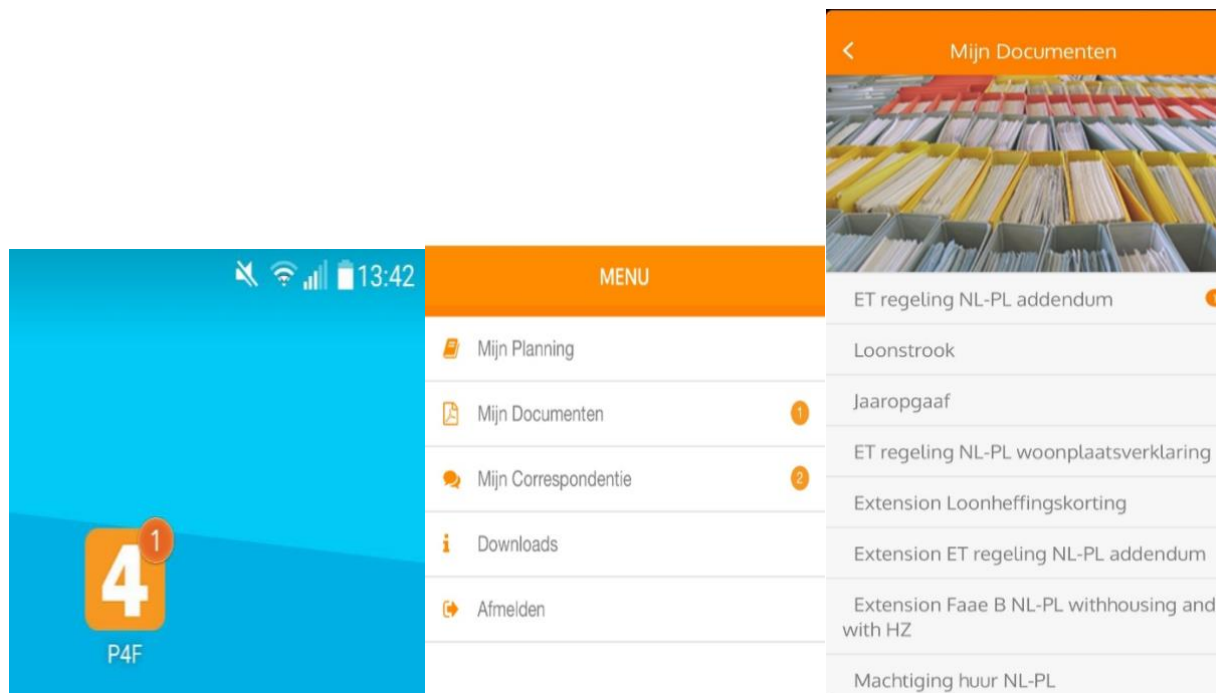 13:42
4
1
P4F
MENU
Mijn Planning
Mijn Documenten
1
Mijn Correspondentie
2
Downloads
Afmelden
Mijn Documenten
ET regeling NL-PL addendum
Loonstrook
Jaaropgaaf
ET regeling NL-PL woonplaatsverklaring
Extension Loonheffingskorting
Extension ET regeling NL-PL addendum
Extension Faae B NL-PL withhousing and
with HZ
Machtiging huur NL-PL